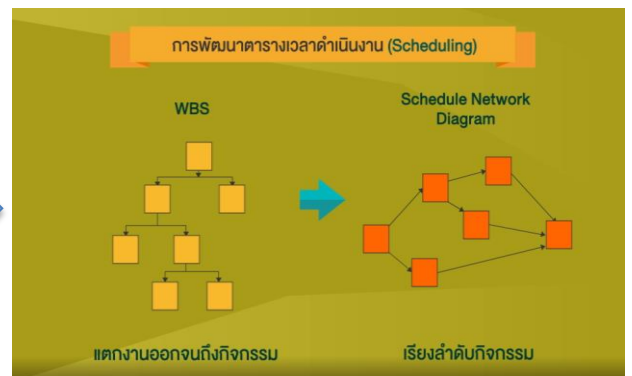 การพัฒนาตารางเวลาดำเนินงาน (Scheduling)
WBS
Schedule Network
Diagram
แตกงานออกจนถึงกิจกรรม
เรียงลำดับกิจกรรม